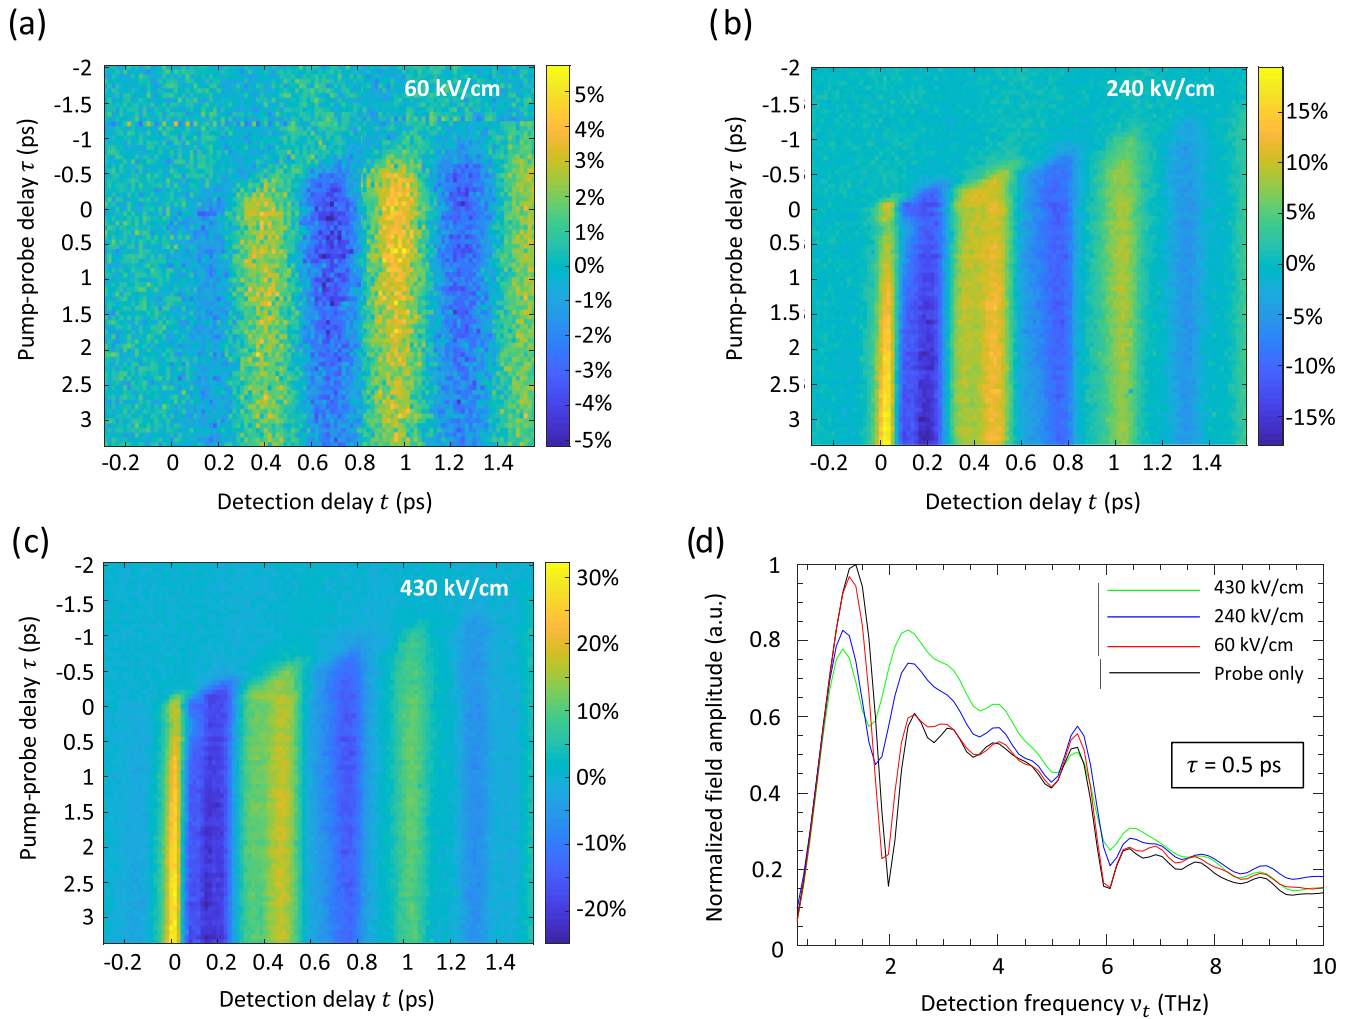 (a)
60 kV/cm
-2
-1.5
-1
-0.5
0
0.5
1
1.5
2
2.5
3
Pump-probe delay τ (ps)
-0.2 0 0.2 0.4 0.6 0.8 1 1.2 1.4
Detection delay t (ps)
5%
4%
3%
2%
1%
0%
-1%
-2%
-3%
-4%
-5%
(b)
240 kV/cm
-2
-1.5
-1
-0.5
0
0.5
1
1.5
2
2.5
3
Pump-probe delay τ (ps)
-0.2 0 0.2 0.4 0.6 0.8 1 1.2 1.4
Detection delay t (ps)
15%
10%
5%
0%
-5%
-10%
-15%
(c)
430 kV/cm
-2
-1.5
-1
-0.5
0
0.5
1
1.5
2
2.5
3
Pump-probe delay τ (ps)
-0.2 0 0.2 0.4 0.6 0.8 1 1.2 1.4
Detection delay t (ps)
30%
20%
10%
0%
-10%
-20%
(d)
1
0.8
0.6
0.4
0.2
0
Normalized field amplitude (a.u.)
430 kV/cm
240 kV/cm
60 kV/cm
Probe only
τ = 0.5 ps
2 4 6 8 10
Detection frequency νₜ (THz)